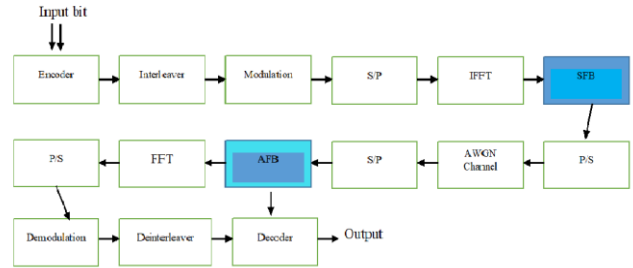 Input bit
Encoder
Interleaver
Modulation
S/P
IFFT
SFB
P/S
FFT
AFB
S/P
AWGN
Channel
P/S
Demodulation
Deinterleaver
Decoder
Output